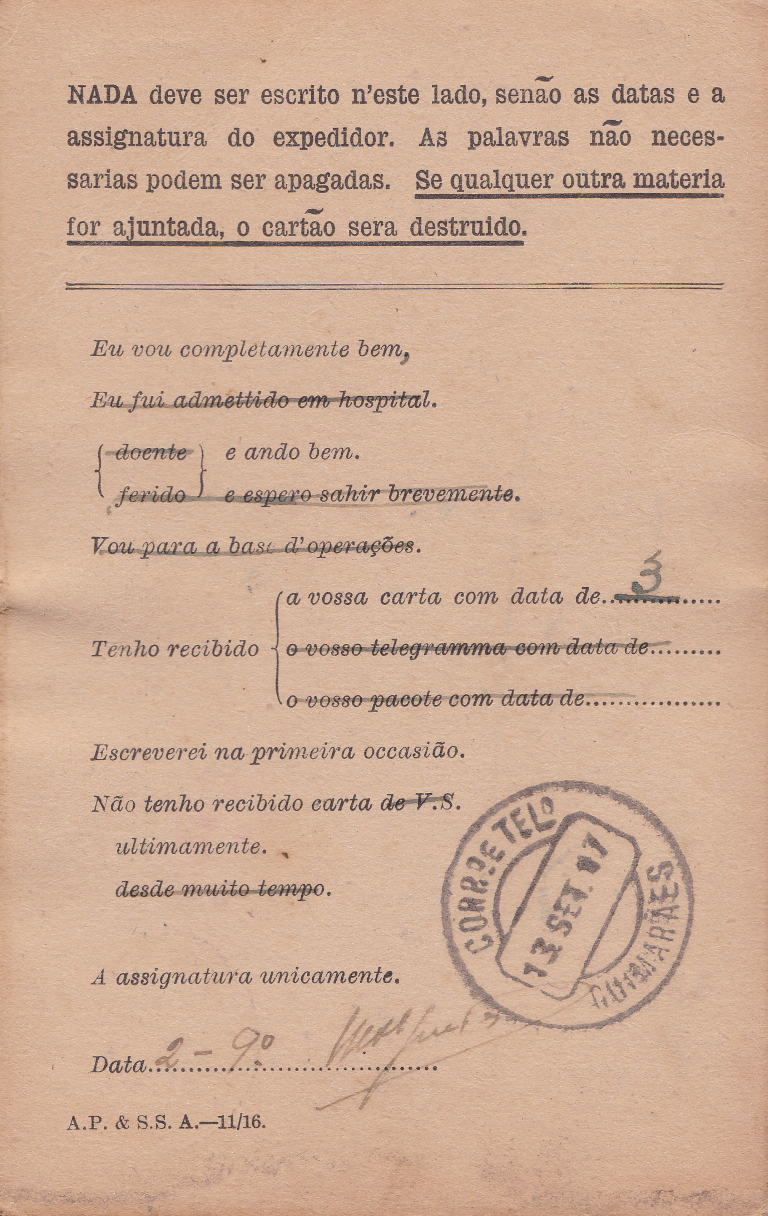 NADA deve ser escrito n'este lado, senão as datas e a
assignatura do expedidor. As palavras não neces-
sarias podem ser apagadas. Se qualquer outra materia
for ajuntada, o cartão sera destruido.
Eu vou completamente bem,
Eu fui admettido em hospital.
doente e ando bem.
ferido e espero sahir brevemente.
Vou para a base d'operações.
a vossa carta com data de..3...........
Tenho recibido
o vosso telegramma com data de.........
o vosso pacote com data de.................
Escreverei na primeira occasião.
Não tenho recibido carta de V.S.
ultimamente.
desde muito tempo.
CORR.º E TEL.º
13 SET. 17
GUIMARÃES
A assignatura unicamente.
Data 2 - 9º
A.P. & S.S. A.—11/16.